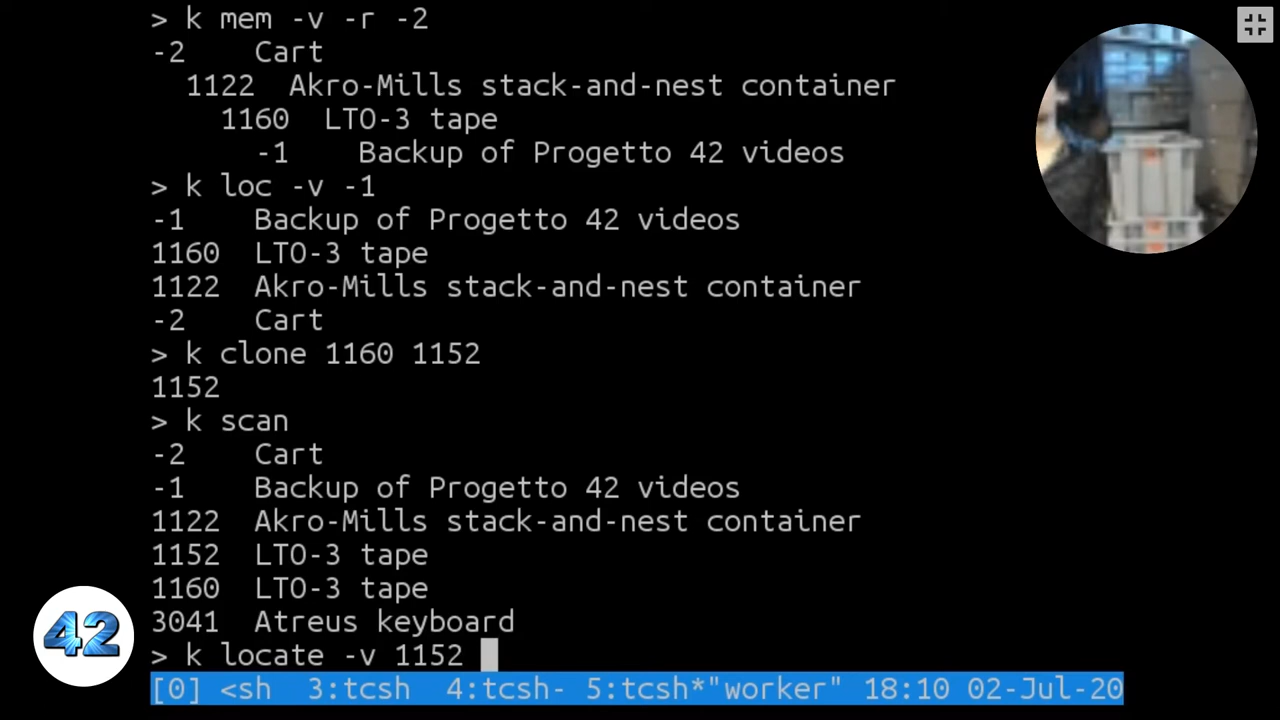 > k mem -v -r -2
-2    Cart
  1122  Akro-Mills stack-and-nest container
    1160  LTO-3 tape
      -1    Backup of Progetto 42 videos
> k loc -v -1
-1    Backup of Progetto 42 videos
1160  LTO-3 tape
1122  Akro-Mills stack-and-nest container
-2    Cart
> k clone 1160 1152
1152
> k scan
-2    Cart
-1    Backup of Progetto 42 videos
1122  Akro-Mills stack-and-nest container
1152  LTO-3 tape
1160  LTO-3 tape
3041  Atreus keyboard
> k locate -v 1152
[0] <sh  3:tcsh  4:tcsh- 5:tcsh*"worker" 18:10 02-Jul-20
42